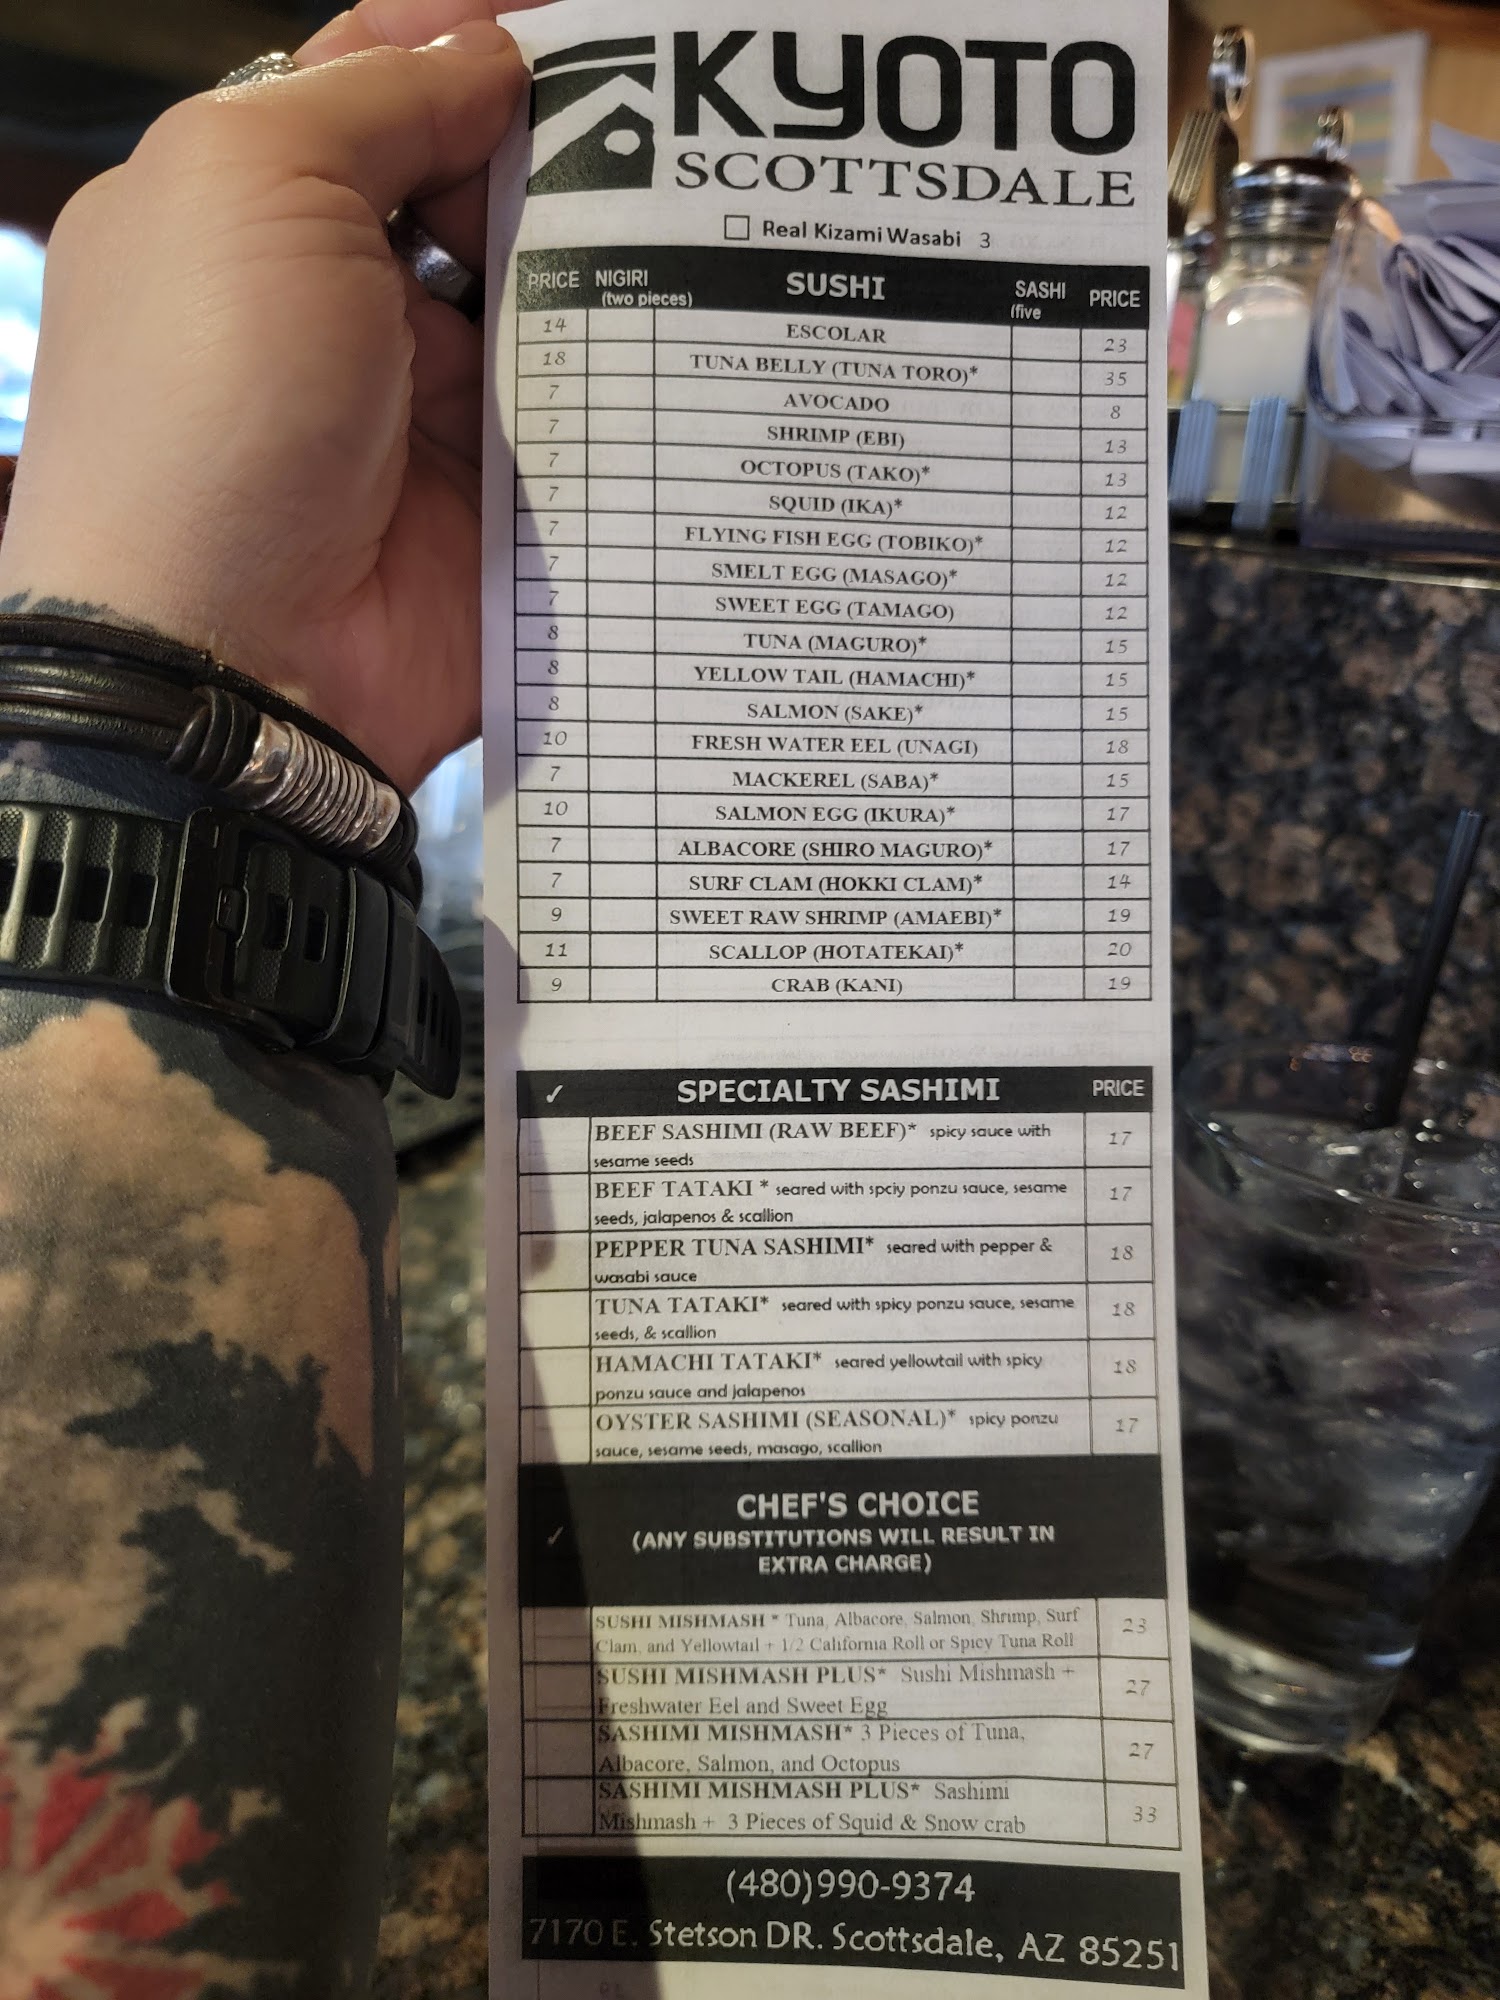 KYOTO
SCOTTSDALE
Real Kizami Wasabi 3
PRICE NIGIRI (two pieces) SUSHI SASHI (five PRICE
14 ESCOLAR 23
18 TUNA BELLY (TUNA TORO)* 35
7 AVOCADO 8
7 SHRIMP (EBI) 13
7 OCTOPUS (TAKO)* 13
7 SQUID (IKA)* 12
7 FLYING FISH EGG (TOBIKO)* 12
7 SMELT EGG (MASAGO)* 12
7 SWEET EGG (TAMAGO) 12
8 TUNA (MAGURO)* 15
8 YELLOW TAIL (HAMACHI)* 15
8 SALMON (SAKE)* 15
10 FRESH WATER EEL (UNAGI) 18
7 MACKEREL (SABA)* 15
10 SALMON EGG (IKURA)* 17
7 ALBACORE (SHIRO MAGURO)* 17
7 SURF CLAM (HOKKI CLAM)* 14
9 SWEET RAW SHRIMP (AMAEBI)* 19
11 SCALLOP (HOTATEKAI)* 20
9 CRAB (KANI) 19
✓ SPECIALTY SASHIMI PRICE
BEEF SASHIMI (RAW BEEF)* spicy sauce with 17
sesame seeds
BEEF TATAKI * seared with spciy ponzu sauce, sesame 17
seeds, jalapenos & scallion
PEPPER TUNA SASHIMI* seared with pepper & 18
wasabi sauce
TUNA TATAKI* seared with spicy ponzu sauce, sesame 18
seeds, & scallion
HAMACHI TATAKI* seared yellowtail with spicy 18
ponzu sauce and jalapenos
OYSTER SASHIMI (SEASONAL)* spicy ponzu 17
sauce, sesame seeds, masago, scallion
CHEF'S CHOICE
✓ (ANY SUBSTITUTIONS WILL RESULT IN
EXTRA CHARGE)
SUSHI MISHMASH * Tuna, Albacore, Salmon, Shrimp, Surf 23
Clam, and Yellowtail + 1/2 California Roll or Spicy Tuna Roll
SUSHI MISHMASH PLUS* Sushi Mishmash + 27
Freshwater Eel and Sweet Egg
SASHIMI MISHMASH* 3 Pieces of Tuna, 27
Albacore, Salmon, and Octopus
SASHIMI MISHMASH PLUS* Sashimi 33
Mishmash + 3 Pieces of Squid & Snow crab
(480)990-9374
7170 E. Stetson DR. Scottsdale, AZ 85251